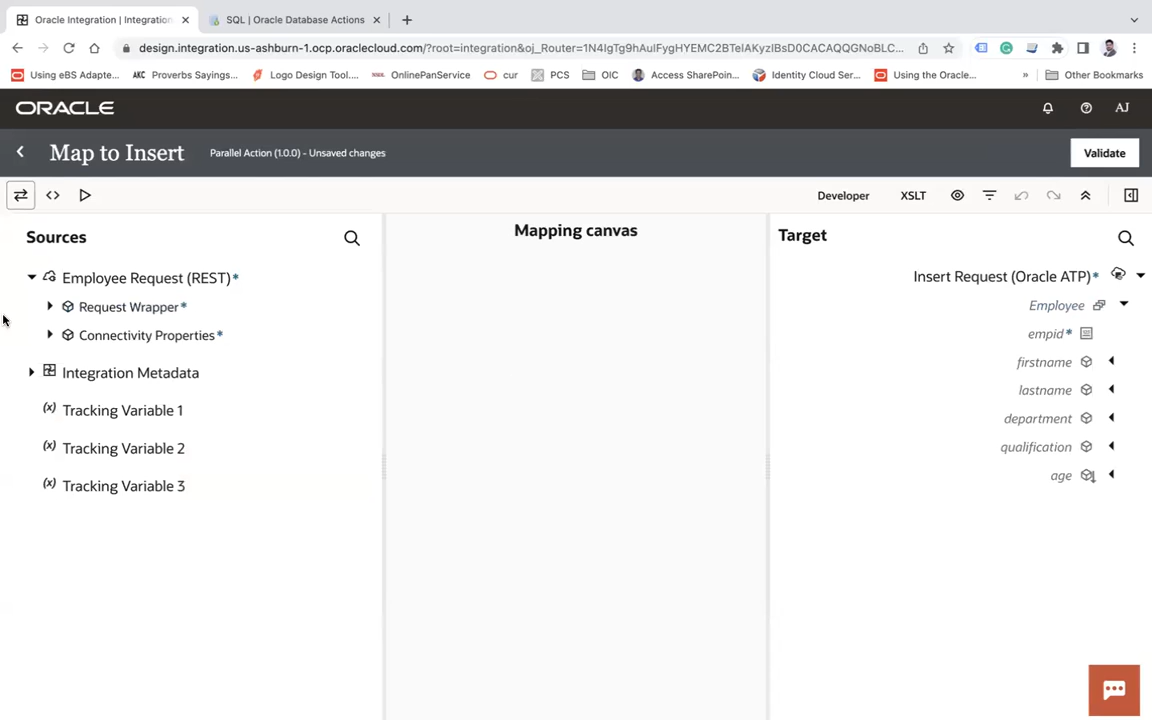 Oracle Integration | Integration
SQL | Oracle Database Actions
design.integration.us-ashburn-1.ocp.oraclecloud.com/?root=integration&oj_Router=1N4IgTg9hAuIFygHYEMC2BTeIAKyzIBsD0CACAQQGNoBLC...
Using eBS Adapte...
AKC Proverbs Sayings...
Logo Design Tool....
OnlinePanService
cur
PCS
OIC
Access SharePoin...
Identity Cloud Ser...
Using the Oracle...
»
Other Bookmarks
ORACLE
AJ
Map to Insert
Parallel Action (1.0.0) - Unsaved changes
Validate
Developer
XSLT
Sources
Mapping canvas
Target
Employee Request (REST)*
Request Wrapper*
Connectivity Properties*
Integration Metadata
(x) Tracking Variable 1
(x) Tracking Variable 2
(x) Tracking Variable 3
Insert Request (Oracle ATP)*
Employee
empid*
firstname
lastname
department
qualification
age